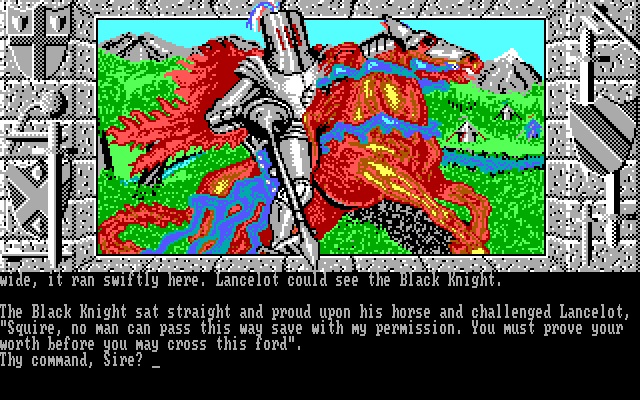 wide, it ran swiftly here. Lancelot could see the Black Knight.
The Black Knight sat straight and proud upon his horse and challenged Lancelot,
"Squire, no man can pass this way save with my permission. You must prove your
worth before you may cross this ford".
Thy command, Sire? _